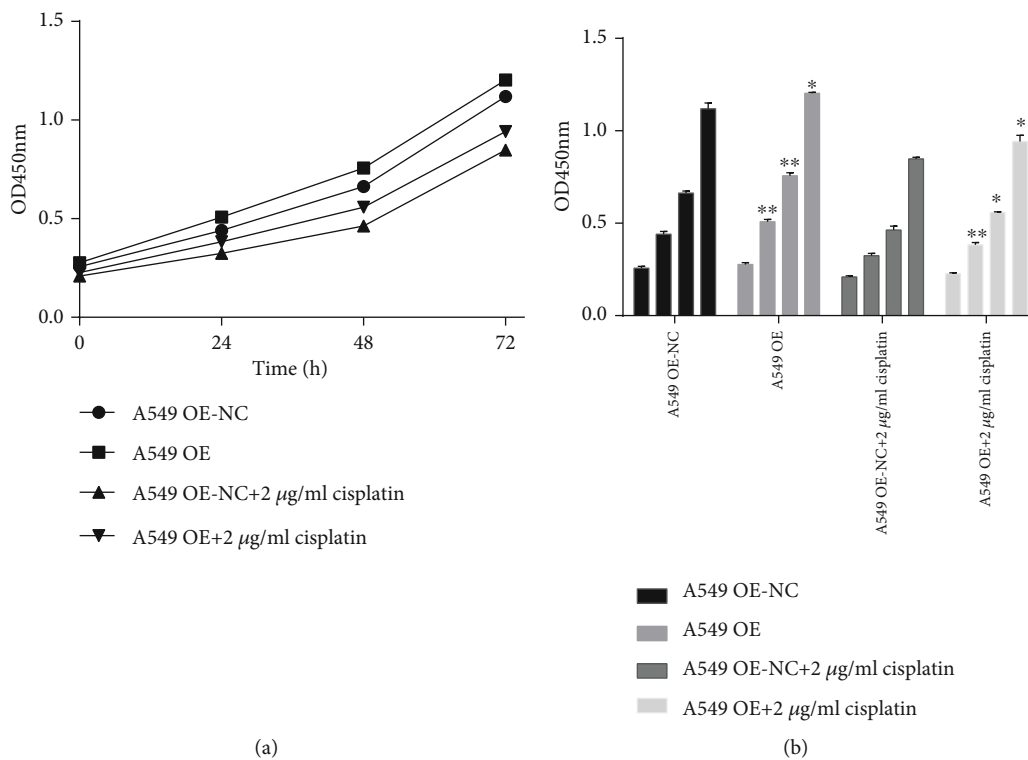 1.5
1.0
0.5
0.0
OD450nm
0
24
48
72
Time (h)
A549 OE-NC
A549 OE
A549 OE-NC+2 μg/ml cisplatin
A549 OE+2 μg/ml cisplatin
(a)
1.5
1.0
0.5
0.0
OD450nm
**
**
*
**
*
*
A549 OE-NC
A549 OE
A549 OE-NC+2 μg/ml cisplatin
A549 OE+2 μg/ml cisplatin
A549 OE-NC
A549 OE
A549 OE-NC+2 μg/ml cisplatin
A549 OE+2 μg/ml cisplatin
(b)